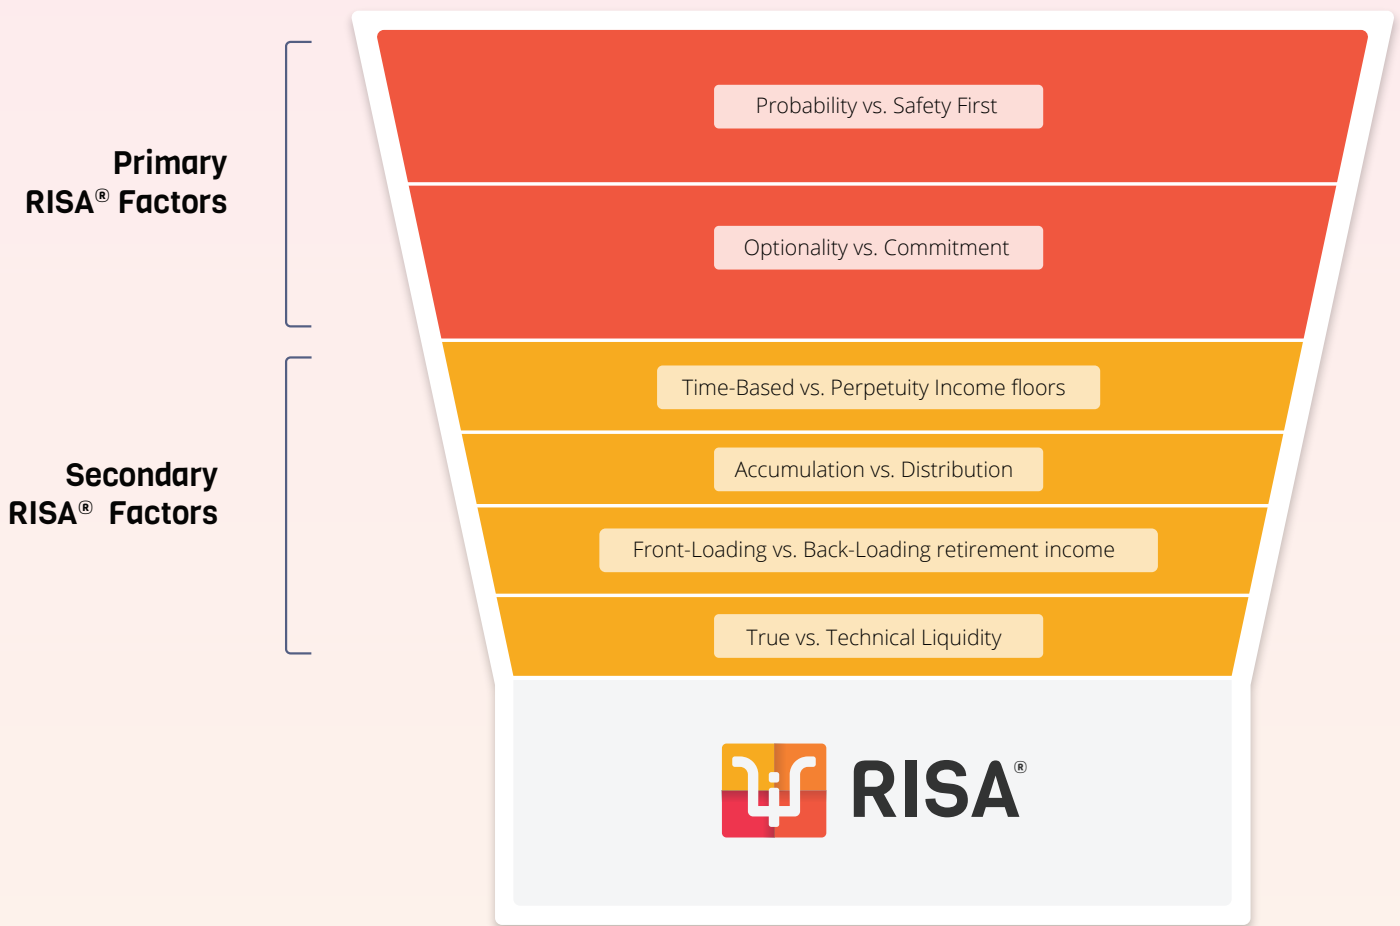 Primary
RISA® Factors
Probability vs. Safety First
Optionality vs. Commitment
Secondary
RISA® Factors
Time-Based vs. Perpetuity Income floors
Accumulation vs. Distribution
Front-Loading vs. Back-Loading retirement income
True vs. Technical Liquidity
RISA®